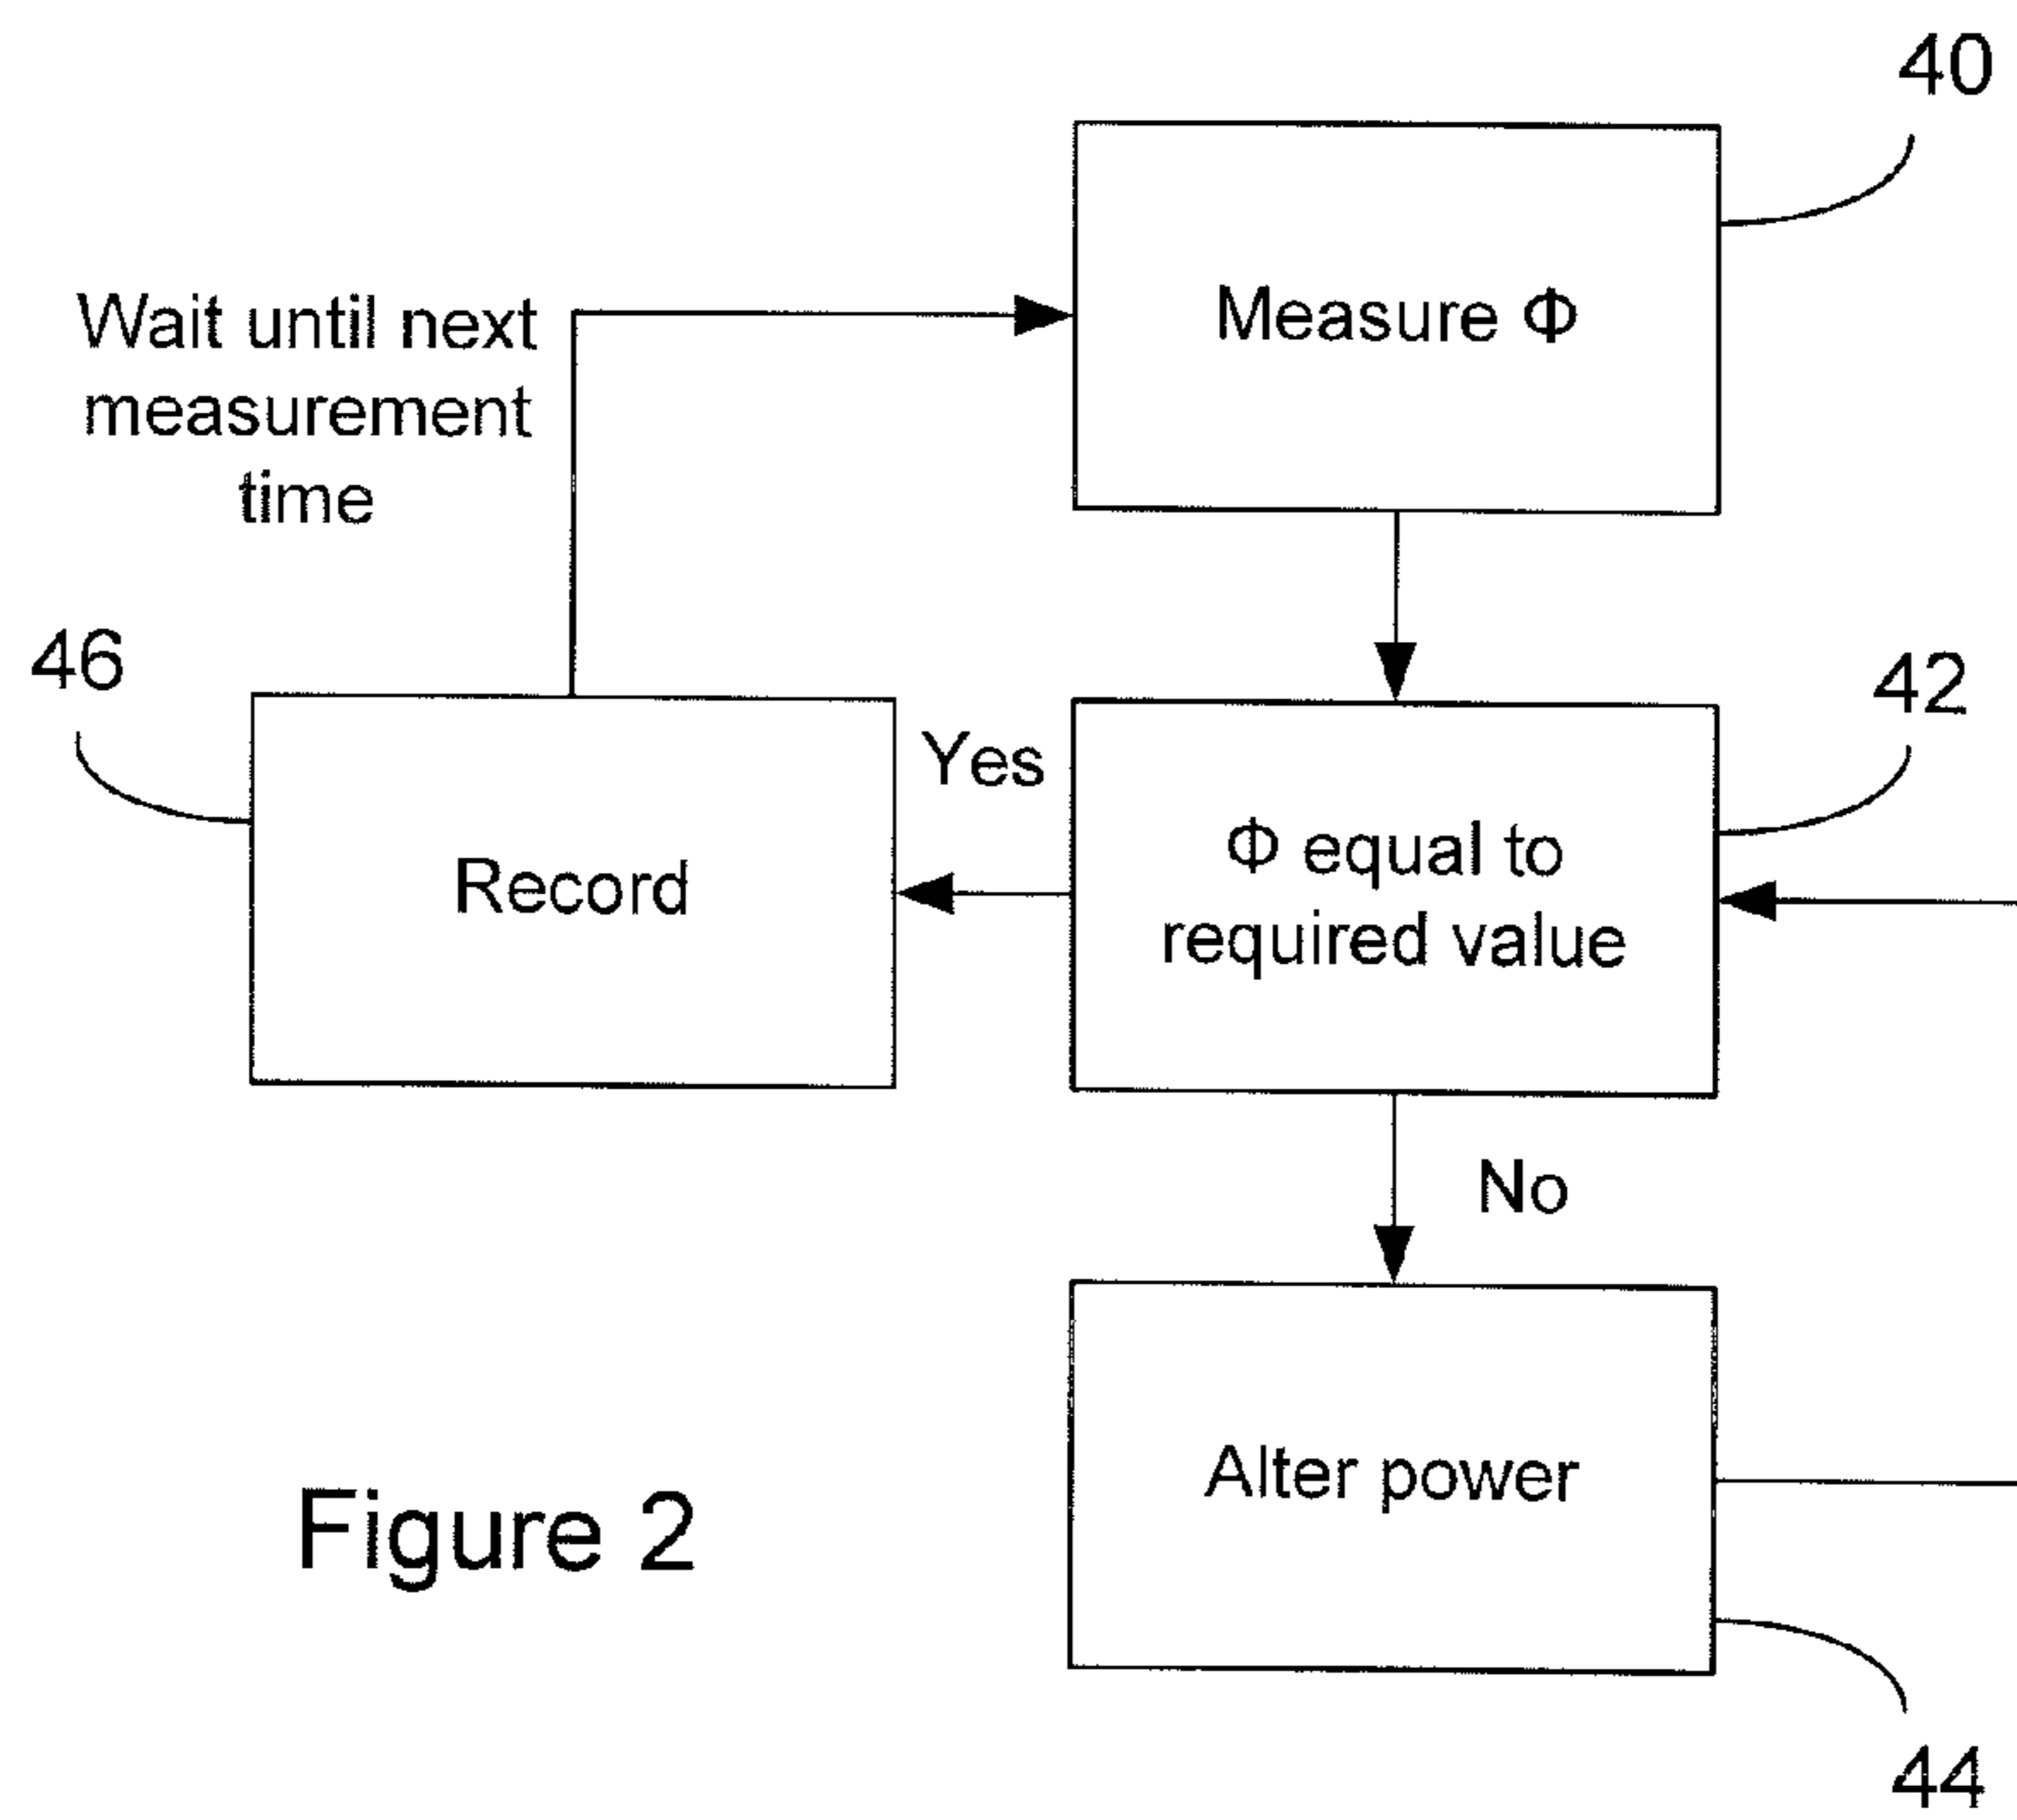 40
Measure Φ
Wait until next
measurement
time
46
42
Yes
Record
Φ equal to
required value
No
Alter power
Figure 2
44